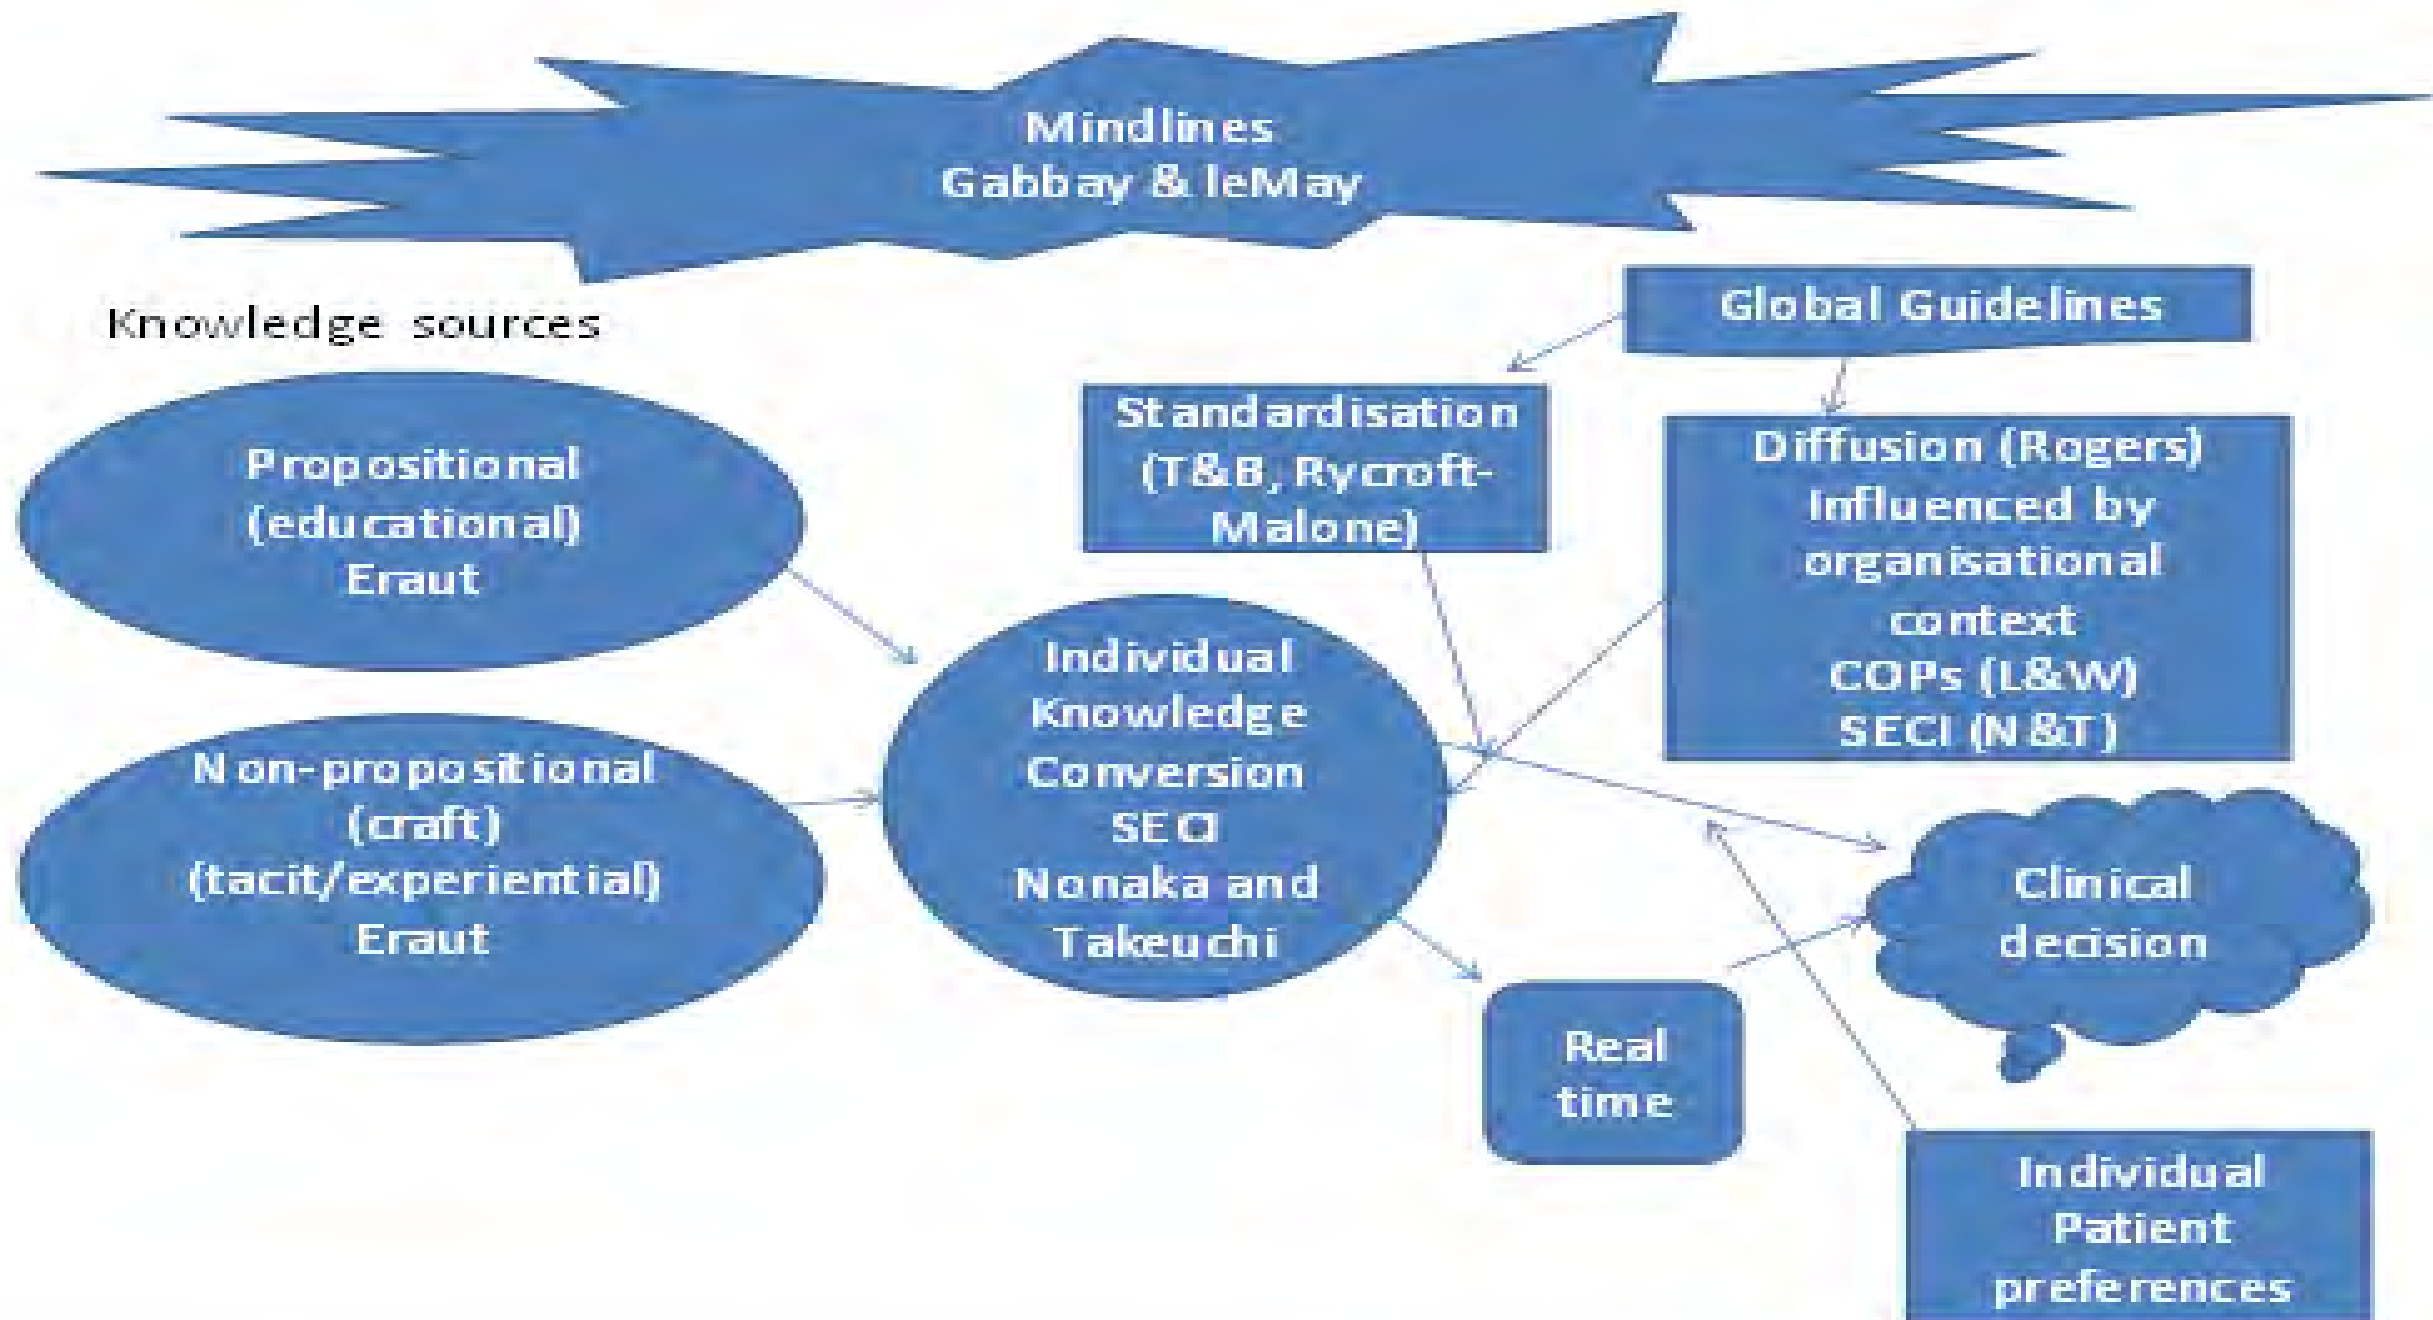 Mindlines
Gabbay & leMay
Knowledge sources
Global Guidelines
Propositional
(educational)
Eraut
Standardisation
(T&B, Rycroft-
Malone)
Diffusion (Rogers)
Influenced by
organisational
context
COPs (L&W)
SECI (N&T)
Non-propositional
(craft)
(tacit/experiential)
Eraut
Individual
Knowledge
Conversion
SECI
Nonaka and
Takeuchi
Clinical
decision
Real
time
Individual
Patient
preferences